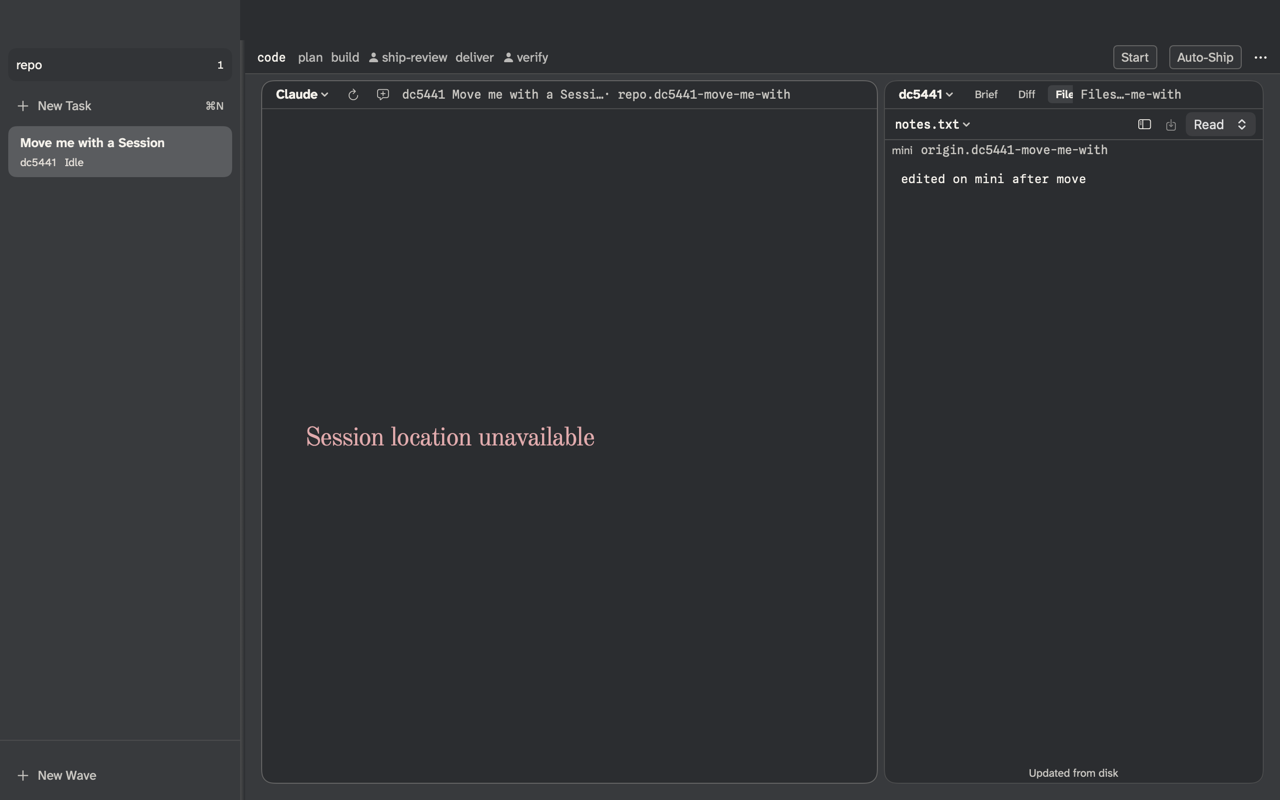 repo 1
New Task ⌘N
Move me with a Session
dc5441 Idle
New Wave
code plan build ship-review deliver verify
Start Auto-Ship ···
Claude dc5441 Move me with a Sessi…· repo.dc5441-move-me-with
Session location unavailable
dc5441 Brief Diff File Files…-me-with
notes.txt Read
mini origin.dc5441-move-me-with
edited on mini after move
Updated from disk